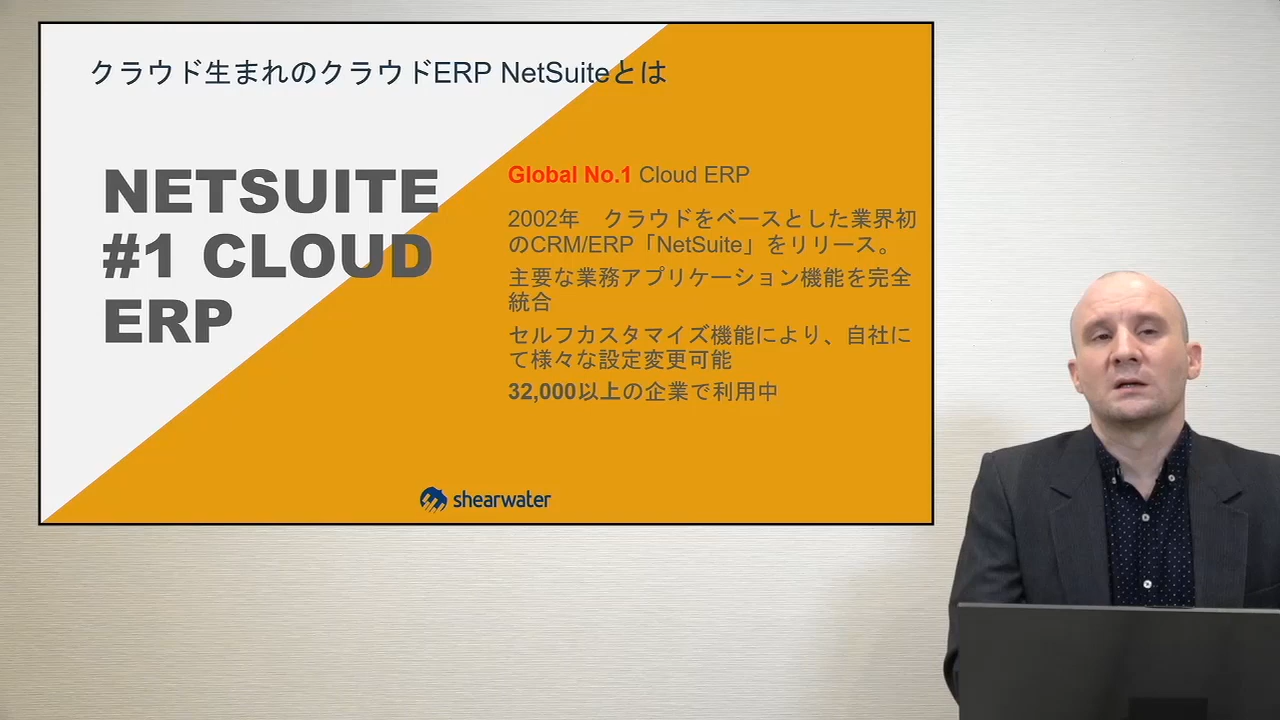 クラウド生まれのクラウドERP NetSuiteとは
NETSUITE
#1 CLOUD
ERP
Global No.1 Cloud ERP
2002年　クラウドをベースとした業界初
のCRM/ERP「NetSuite」をリリース。
主要な業務アプリケーション機能を完全
統合
セルフカスタマイズ機能により、自社に
て様々な設定変更可能
32,000以上の企業で利用中
shearwater